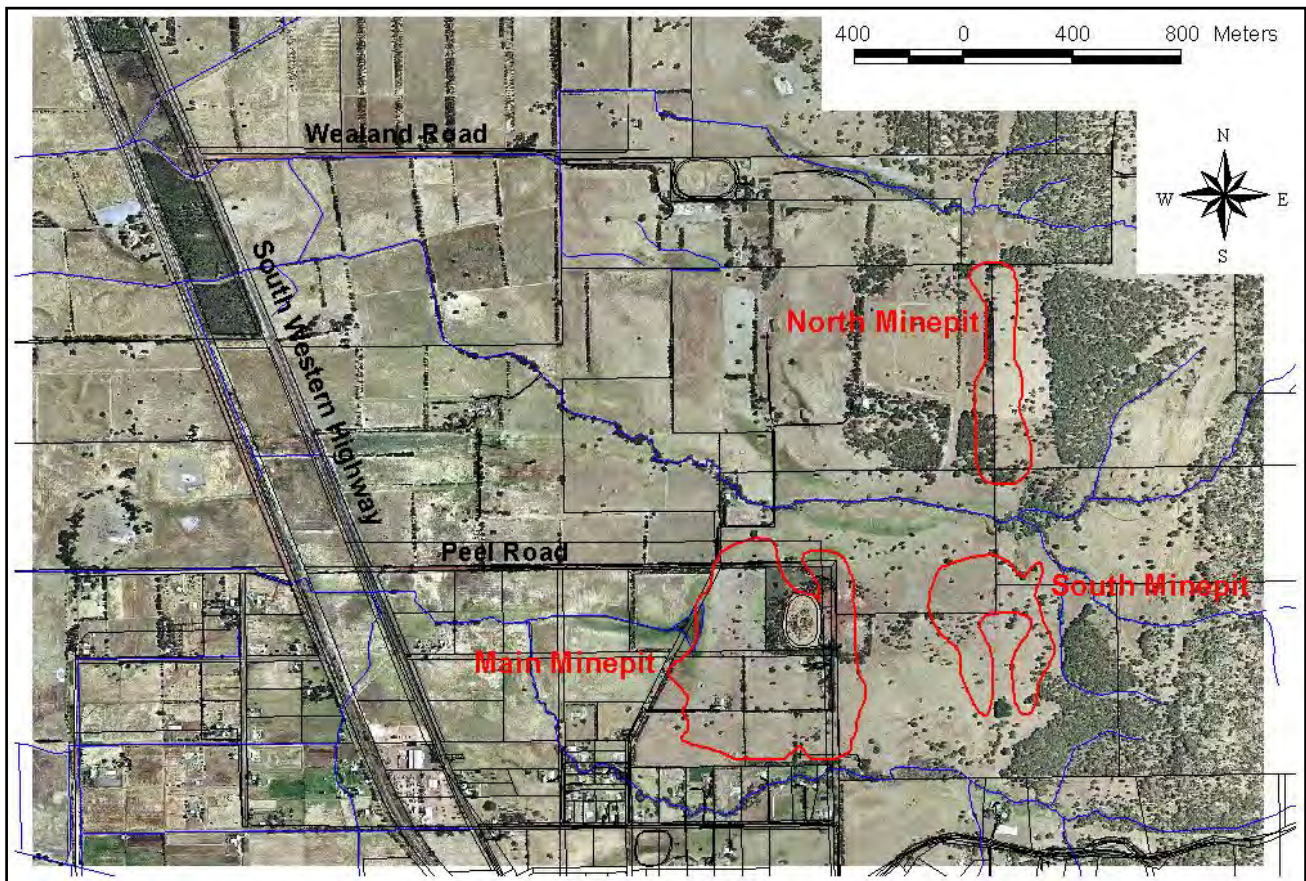 400 0 400 800 Meters
Wealand Road
N
W E
S
South Western Highway
North Minepit
Peel Road
South Minepit
Main Minepit